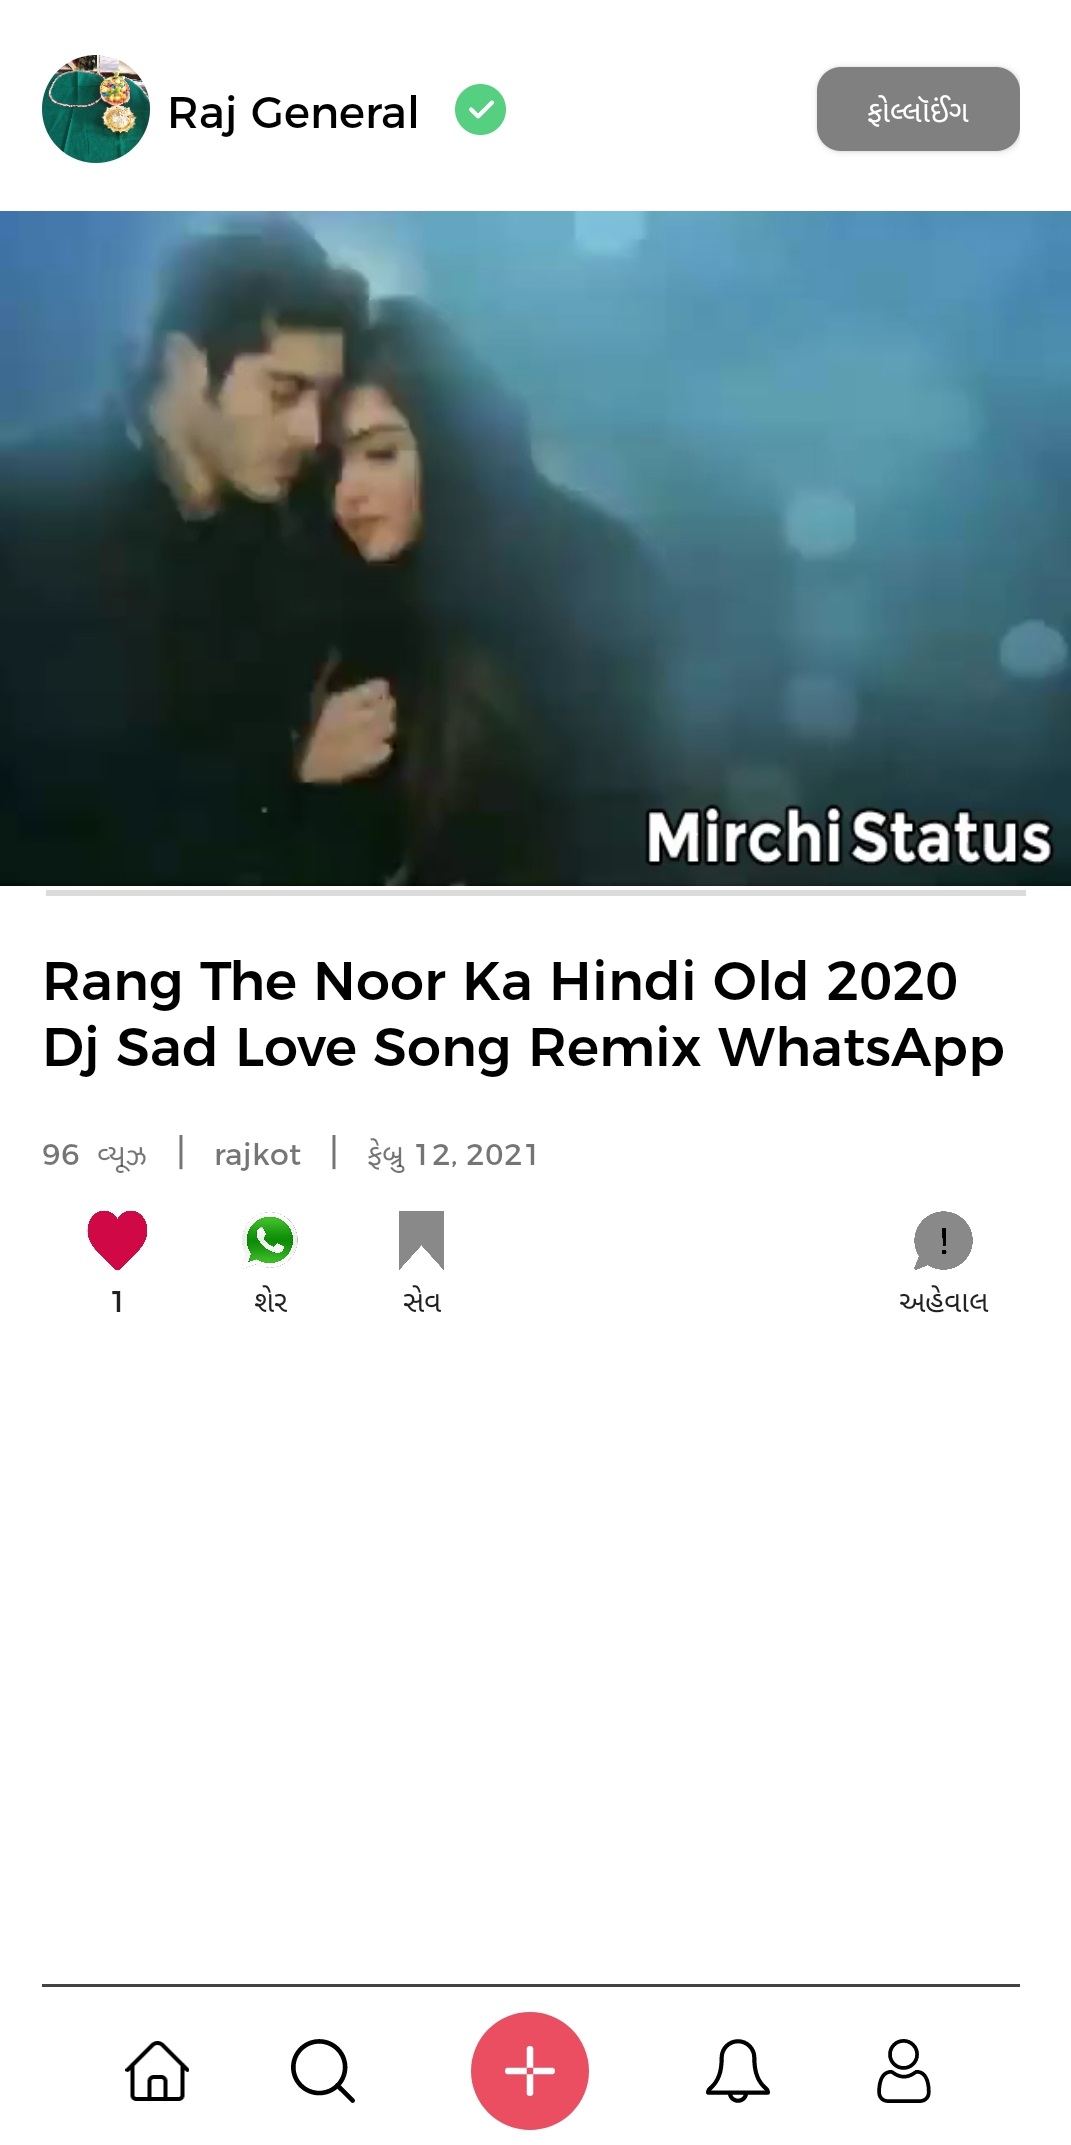 Raj General
ફોલ્લૉઈંગ
Mirchi Status
Rang The Noor Ka Hindi Old 2020
Dj Sad Love Song Remix WhatsApp
96 વ્યૂઝ | rajkot | ફેબ્રુ 12, 2021
1 શેર સેવ અહેવાલ